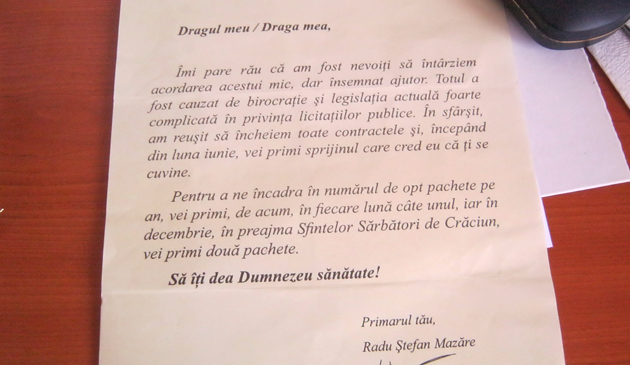 Dragul meu / Draga mea,
Îmi pare rău că am fost nevoiți să întârziem
acordarea acestui mic, dar însemnat ajutor. Totul a
fost cauzat de birocrație și legislația actuală foarte
complicată în privința licitațiilor publice. În sfârșit,
am reușit să încheiem toate contractele și, începând
din luna iunie, vei primi sprijinul care cred eu că ți se
cuvine.
Pentru a ne încadra în numărul de opt pachete pe
an, vei primi, de acum, în fiecare lună câte unul, iar în
decembrie, în preajma Sfintelor Sărbători de Crăciun,
vei primi două pachete.
Să îți dea Dumnezeu sănătate!
Primarul tău,
Radu Ștefan Mazăre